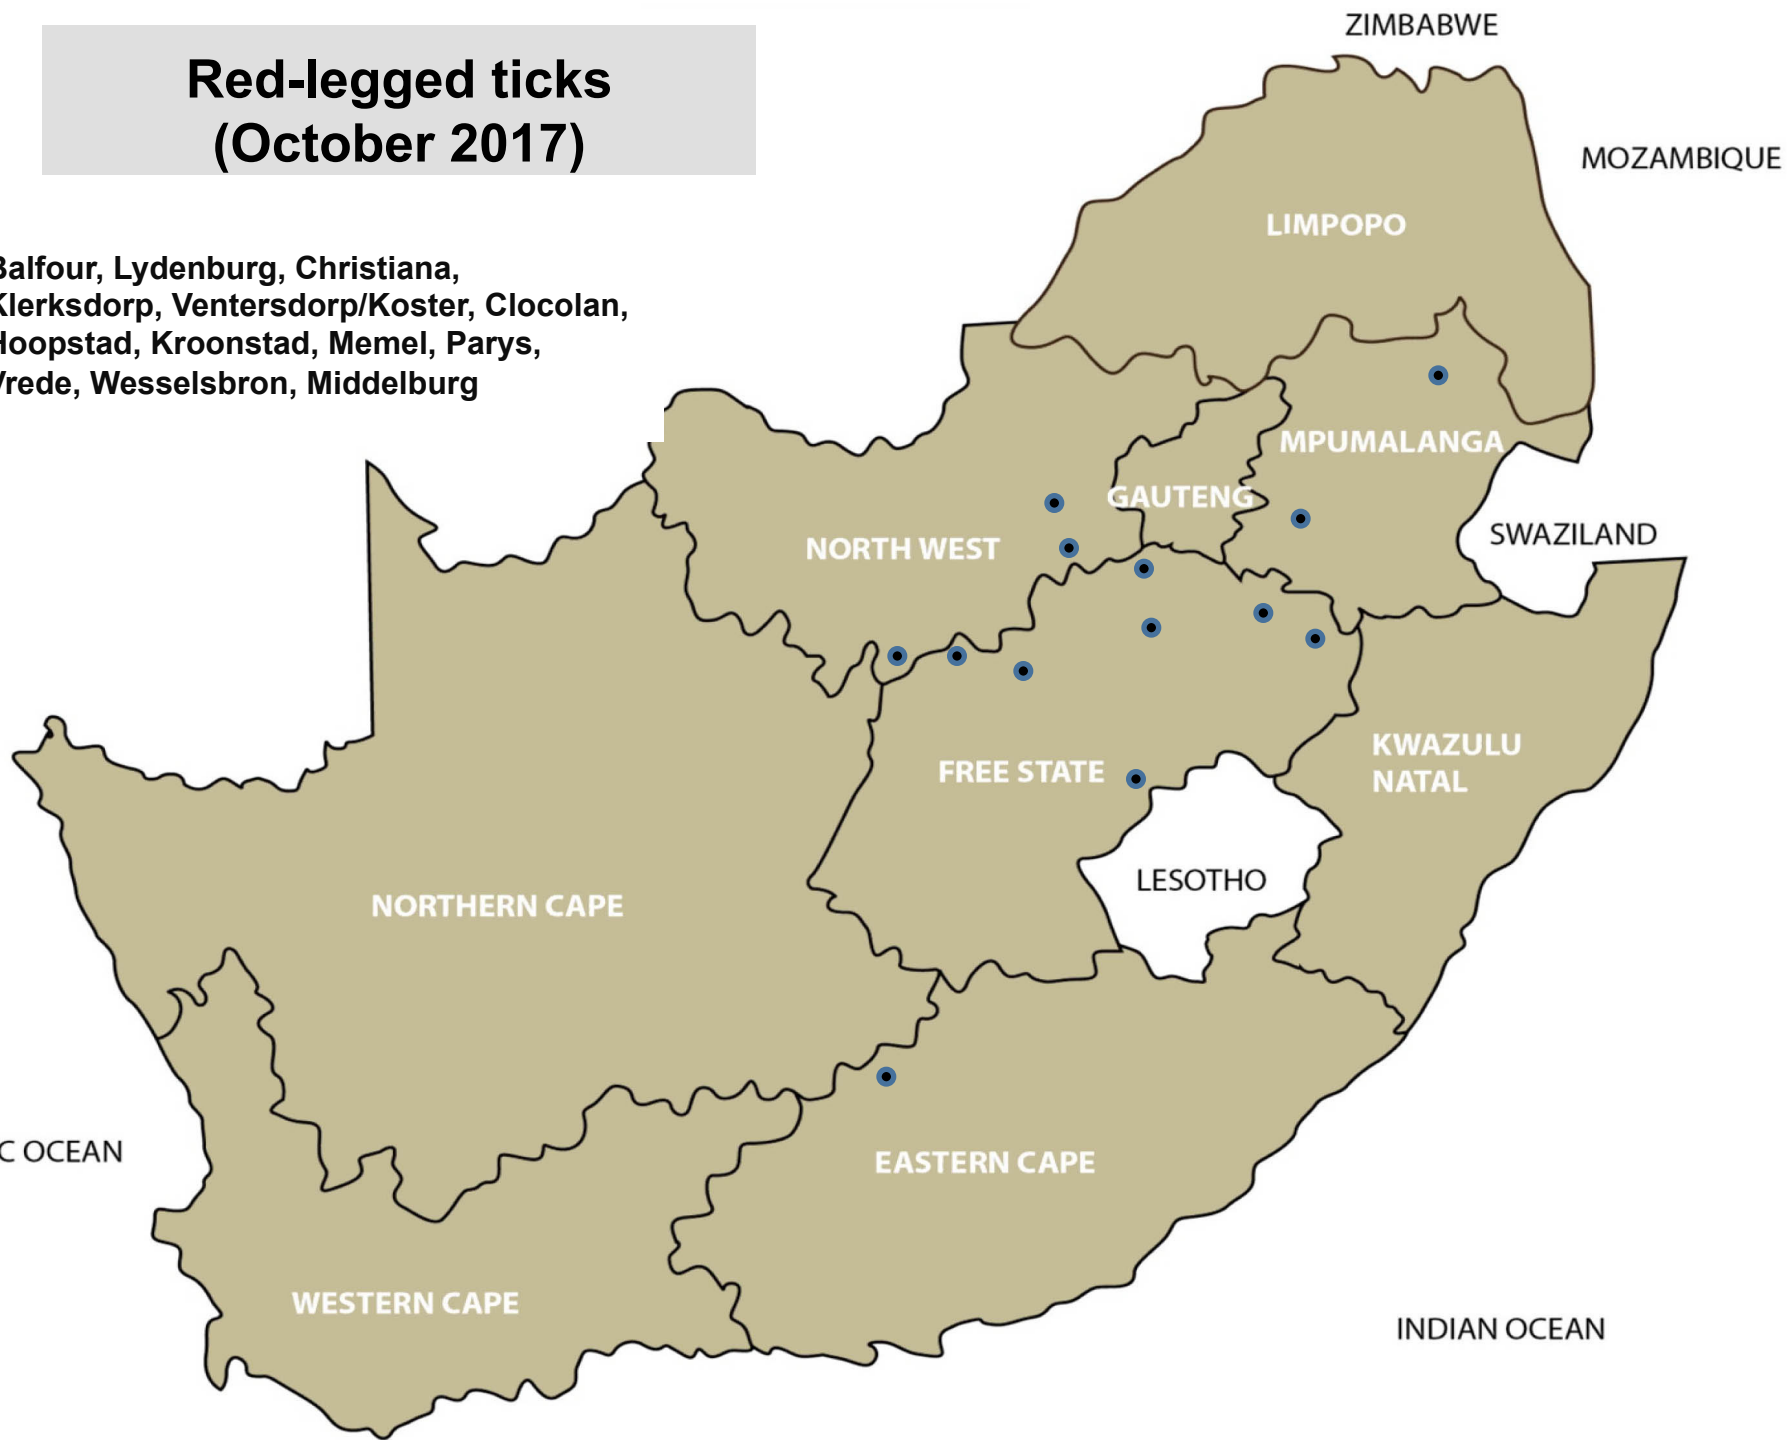 Red-legged ticks
(October 2017)
Balfour, Lydenburg, Christiana,
Klerksdorp, Ventersdorp/Koster, Clocolan,
Hoopstad, Kroonstad, Memel, Parys,
Vrede, Wesselsbron, Middelburg
ZIMBABWE
MOZAMBIQUE
LIMPOPO
MPUMALANGA
GAUTENG
SWAZILAND
NORTH WEST
KWAZULU
NATAL
FREE STATE
LESOTHO
NORTHERN CAPE
C OCEAN
EASTERN CAPE
WESTERN CAPE
INDIAN OCEAN